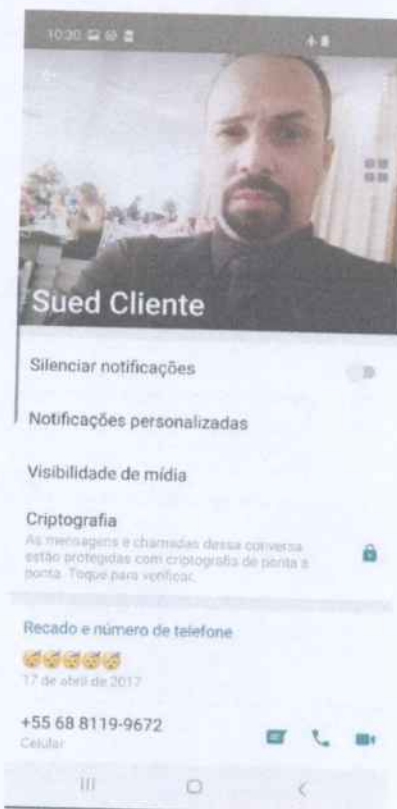 10:30
Sued Cliente
Silenciar notificações
Notificações personalizadas
Visibilidade de mídia
Criptografia
As mensagens e chamadas dessa conversa
estão protegidas com criptografia de ponta a
ponta. Toque para verificar.
Recado e número de telefone
😴😴😴😴😴
17 de abril de 2017
+55 68 8119-9672
Celular